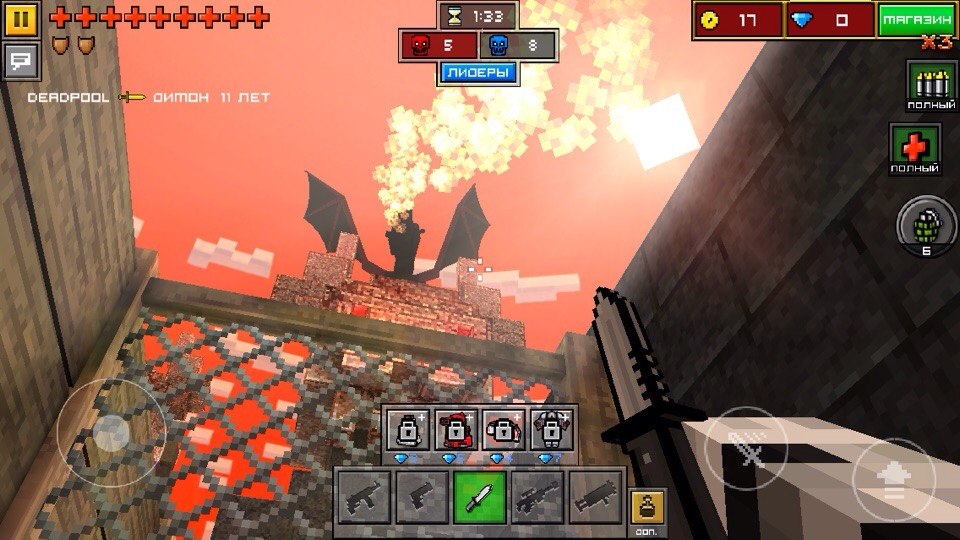 1:33
5 8
ЛИДЕРЫ
17 0 МАГАЗИН
X3
DEADPOOL ДИМОН 11 ЛЕТ
ПОЛНЫЙ
ПОЛНЫЙ
6
ДОП.